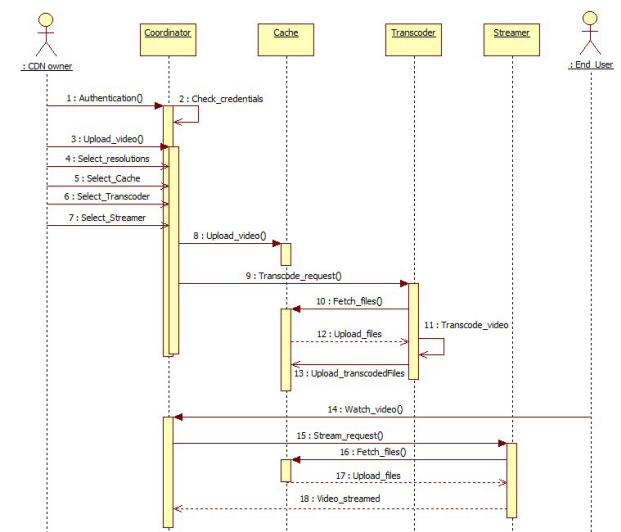 Coordinator
Cache
Transcoder
Streamer
: CDN owner
: End_User
1 : Authentication()
2 : Check_credentials
3 : Upload_video()
4 : Select_resolutions
5 : Select_Cache
6 : Select_Transcoder
7 : Select_Streamer
8 : Upload_video()
9 : Transcode_request()
10 : Fetch_files()
11 : Transcode_video
12 : Upload_files
13 : Upload_transcodedFiles
14 : Watch_video()
15 : Stream_request()
16 : Fetch_files()
17 : Upload_files
18 : Video_streamed